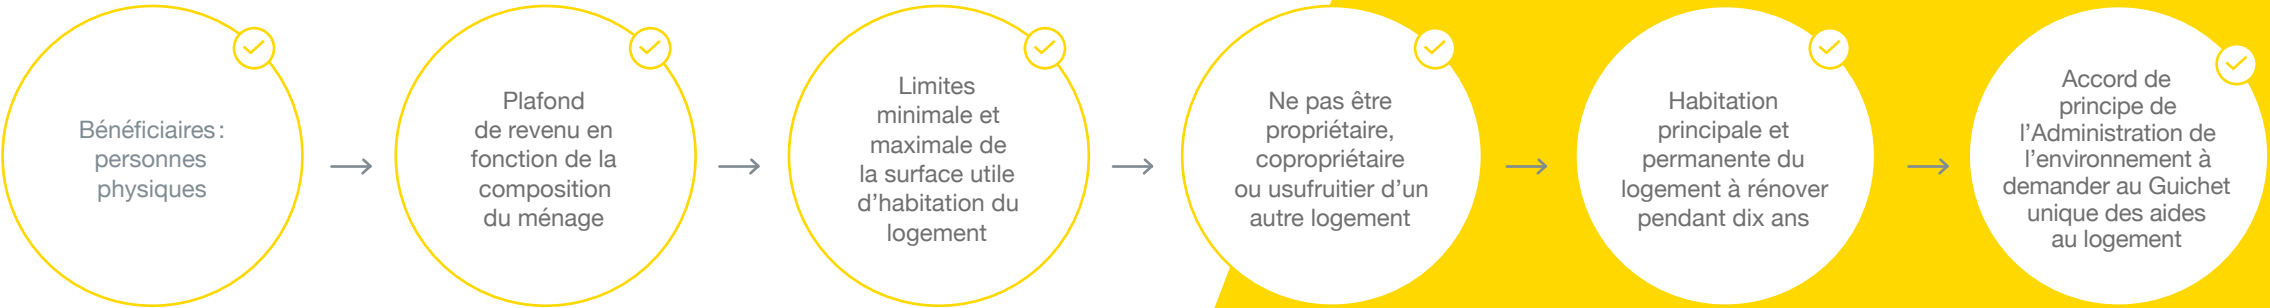 Bénéficiaires :
personnes
physiques
Plafond
de revenu en
fonction de la
composition
du ménage
Limites
minimale et
maximale de
la surface utile
d’habitation du
logement
Ne pas être
propriétaire,
copropriétaire
ou usufruitier d’un
autre logement
Habitation
principale et
permanente du
logement à rénover
pendant dix ans
Accord de
principe de
l’Administration de
l’environnement à
demander au Guichet
unique des aides
au logement